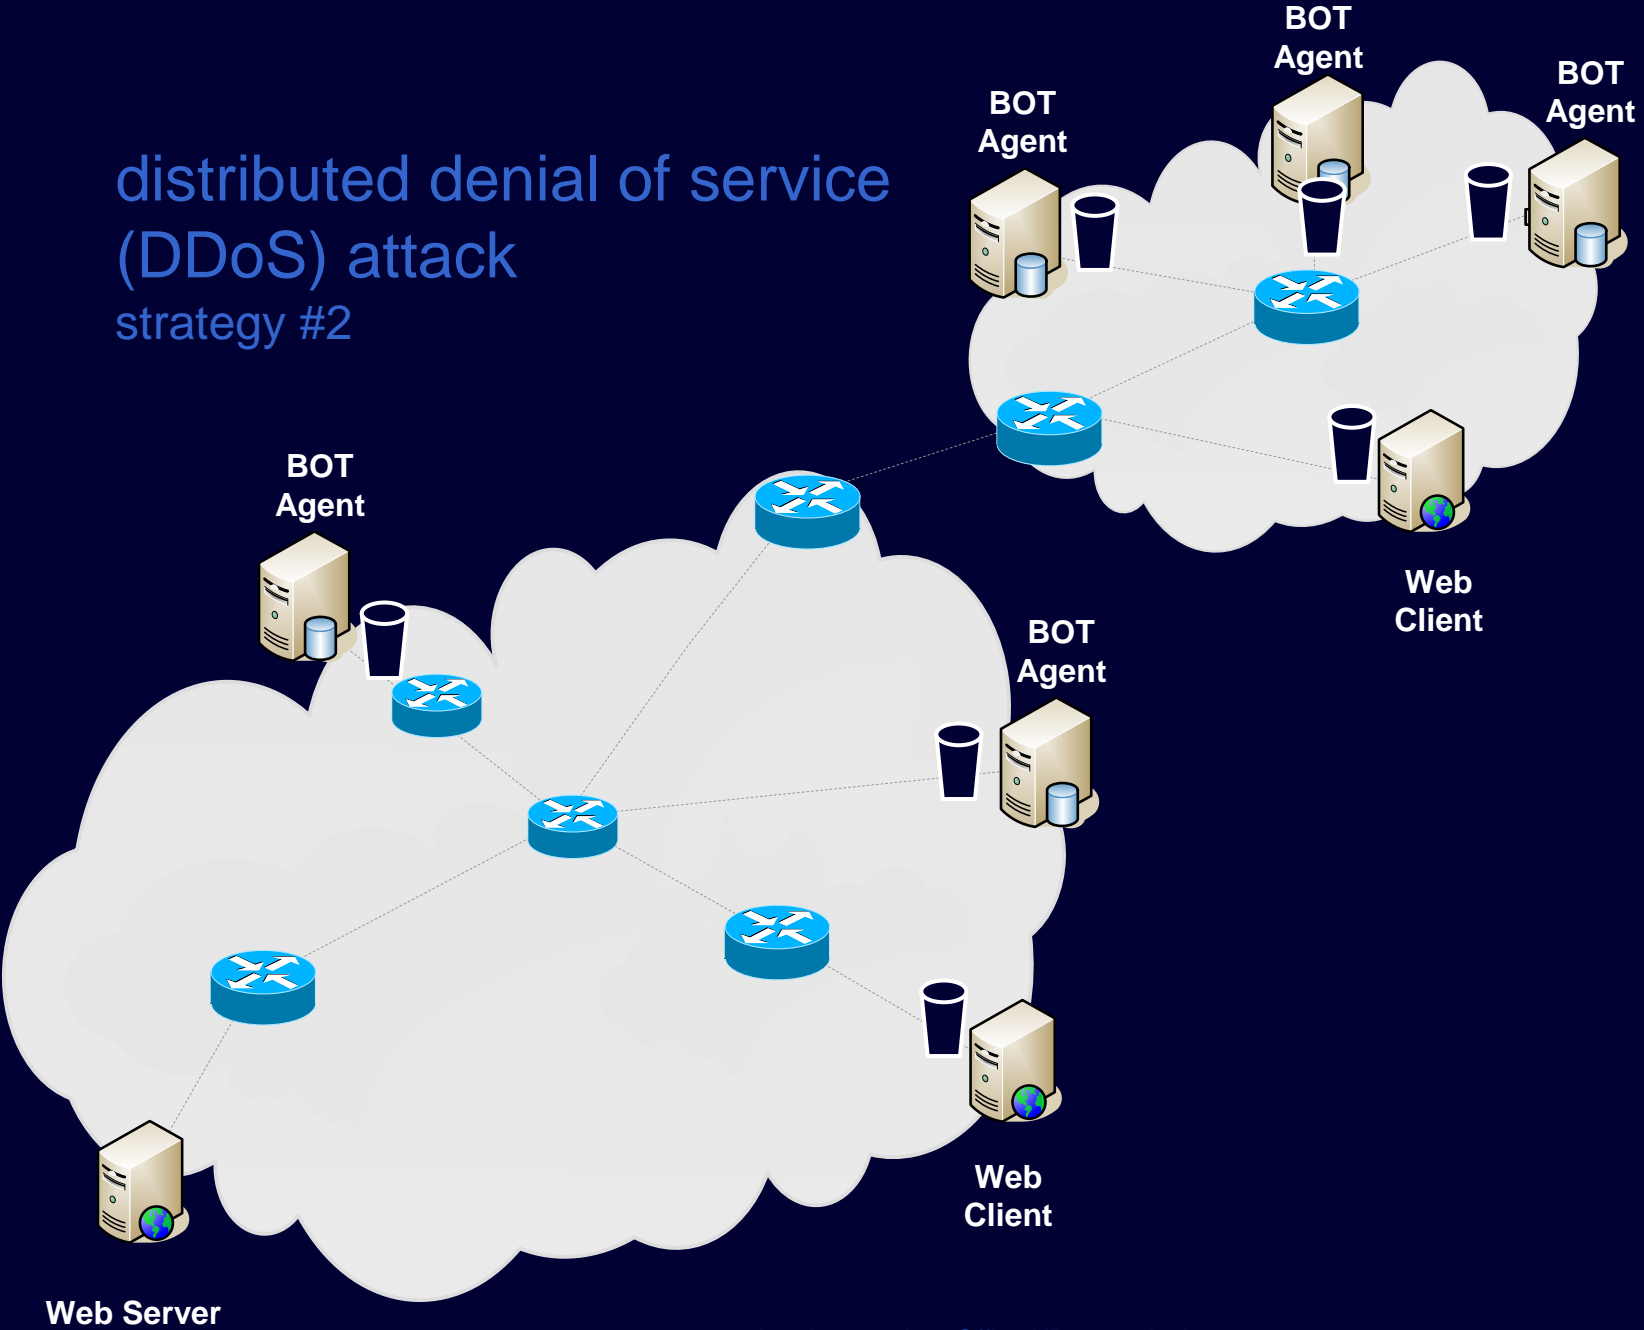 BOT
Agent
BOT
Agent
BOT
Agent
distributed denial of service
(DDoS) attack
strategy #2
BOT
Agent
Web
Client
BOT
Agent
Web
Client
Web Server